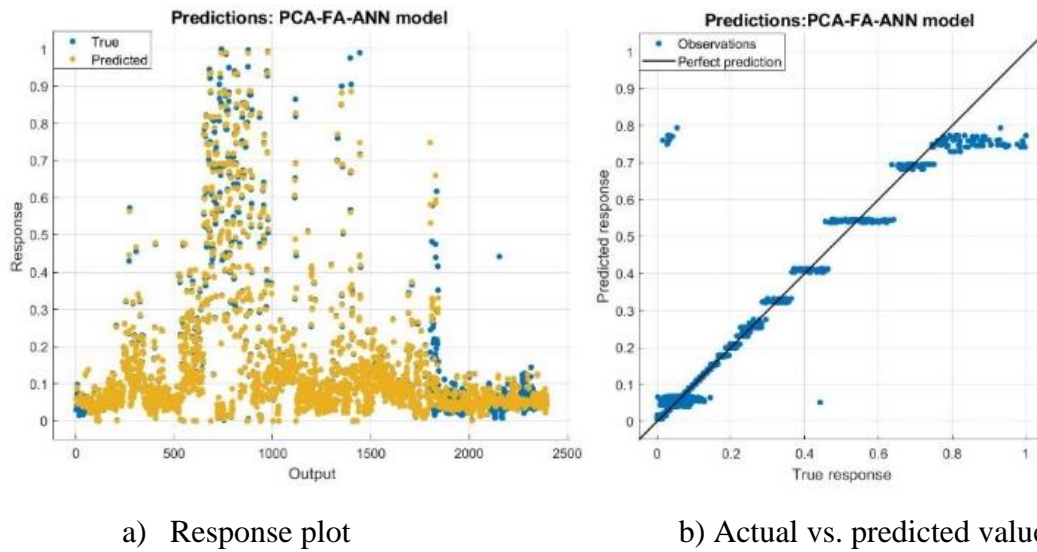 Predictions: PCA-FA-ANN model
True
Predicted
1
0.9
0.8
0.7
0.6
0.5
0.4
0.3
0.2
0.1
0
Response
0 500 1000 1500 2000 2500
Output
a) Response plot
Predictions:PCA-FA-ANN model
Observations
Perfect prediction
1
0.9
0.8
0.7
0.6
0.5
0.4
0.3
0.2
0.1
0
Predicted response
0 0.2 0.4 0.6 0.8 1
True response
b) Actual vs. predicted value